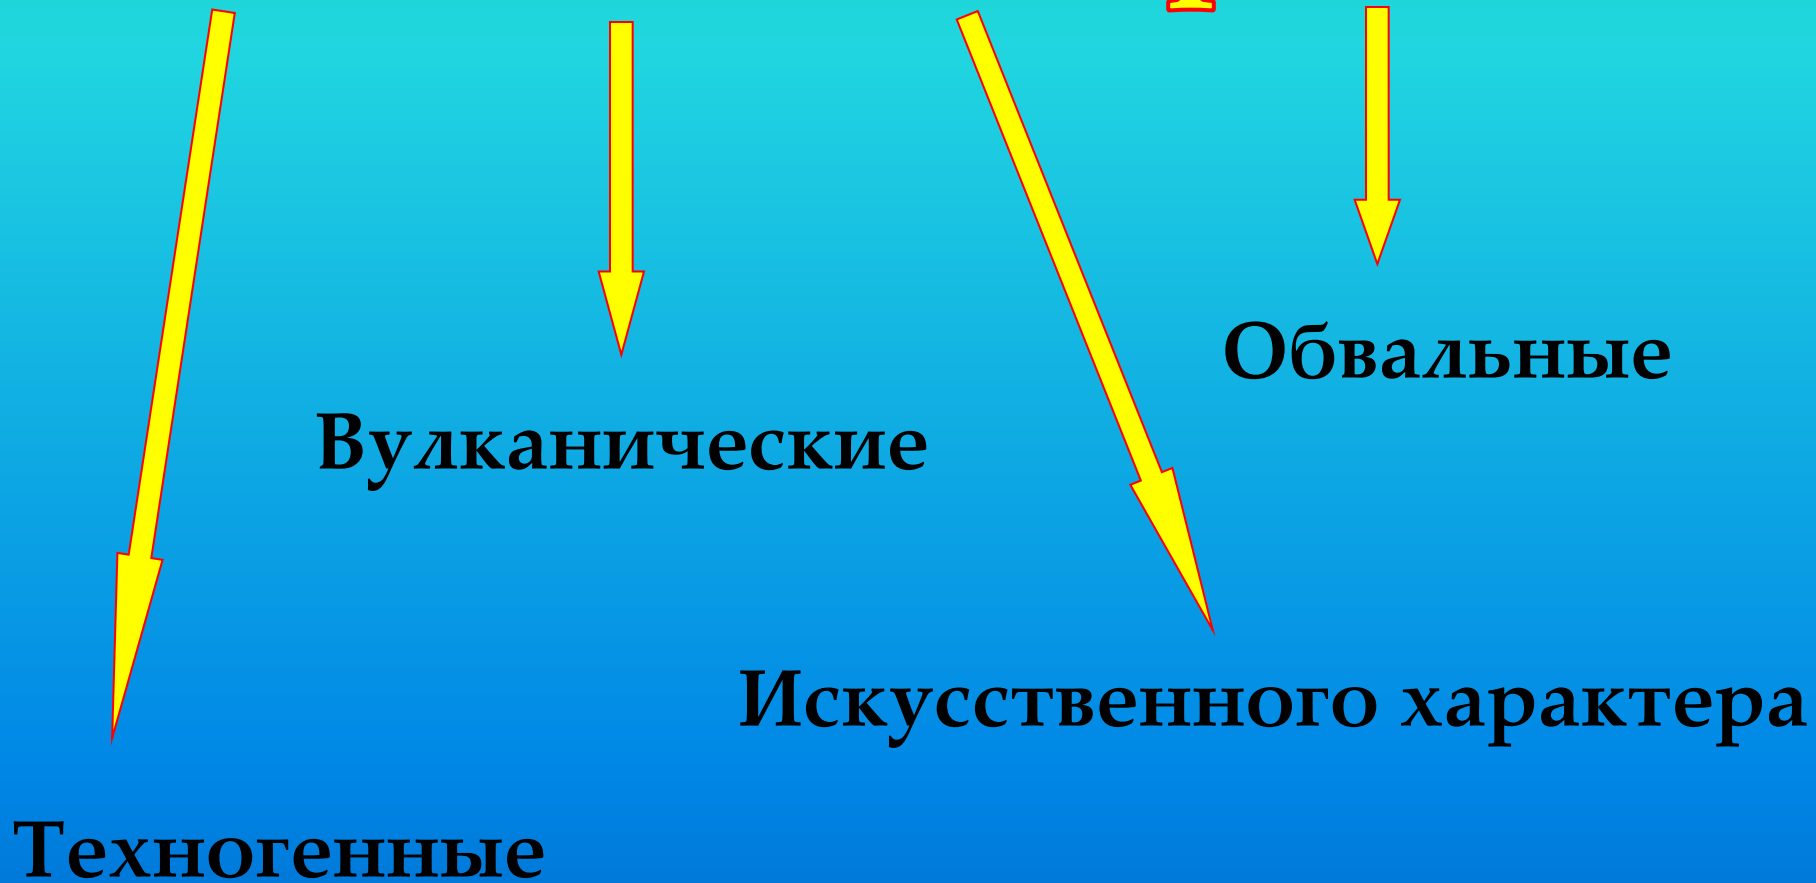 Обвальные
Вулканические
Искусственного характера
Техногенные